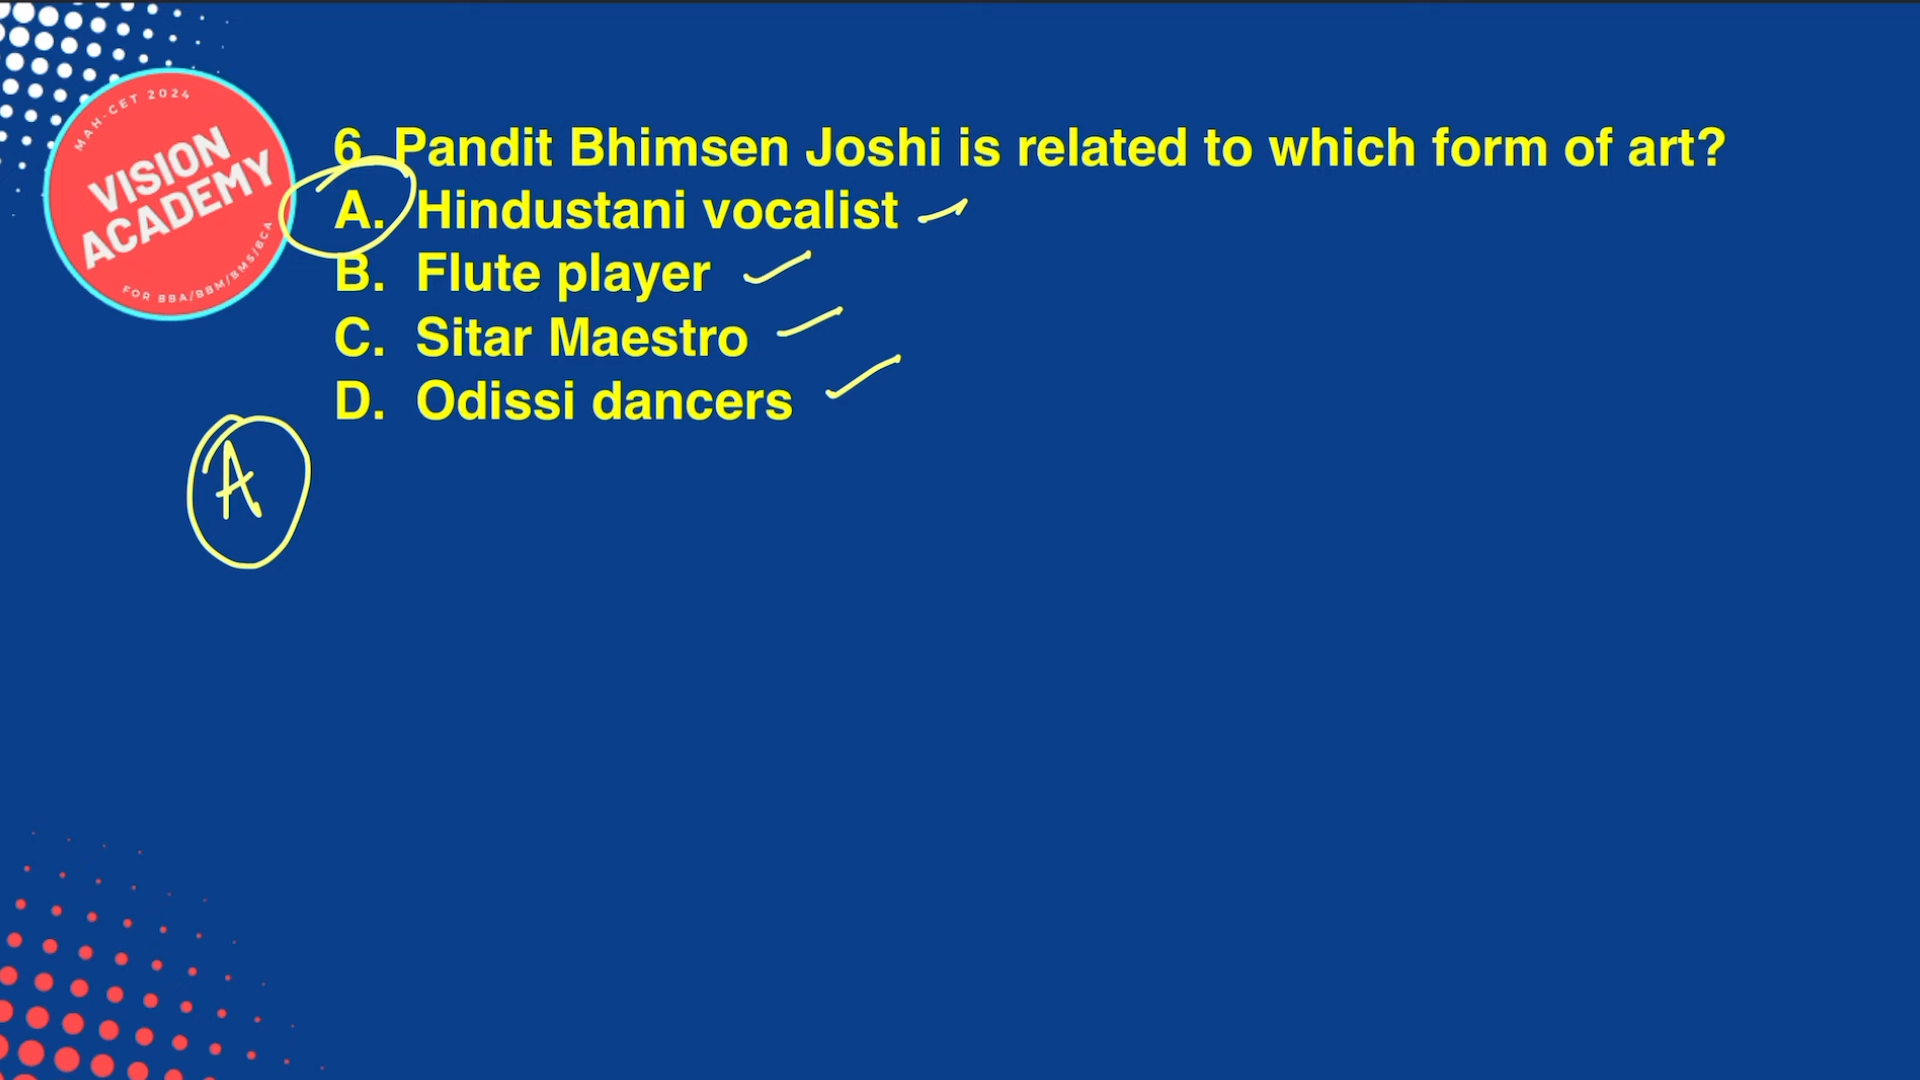 MAH-CET 2024
VISION
ACADEMY
FOR BBA/BBM/BMS/BCA
6 Pandit Bhimsen Joshi is related to which form of art?
A. Hindustani vocalist
B. Flute player
C. Sitar Maestro
D. Odissi dancers
A